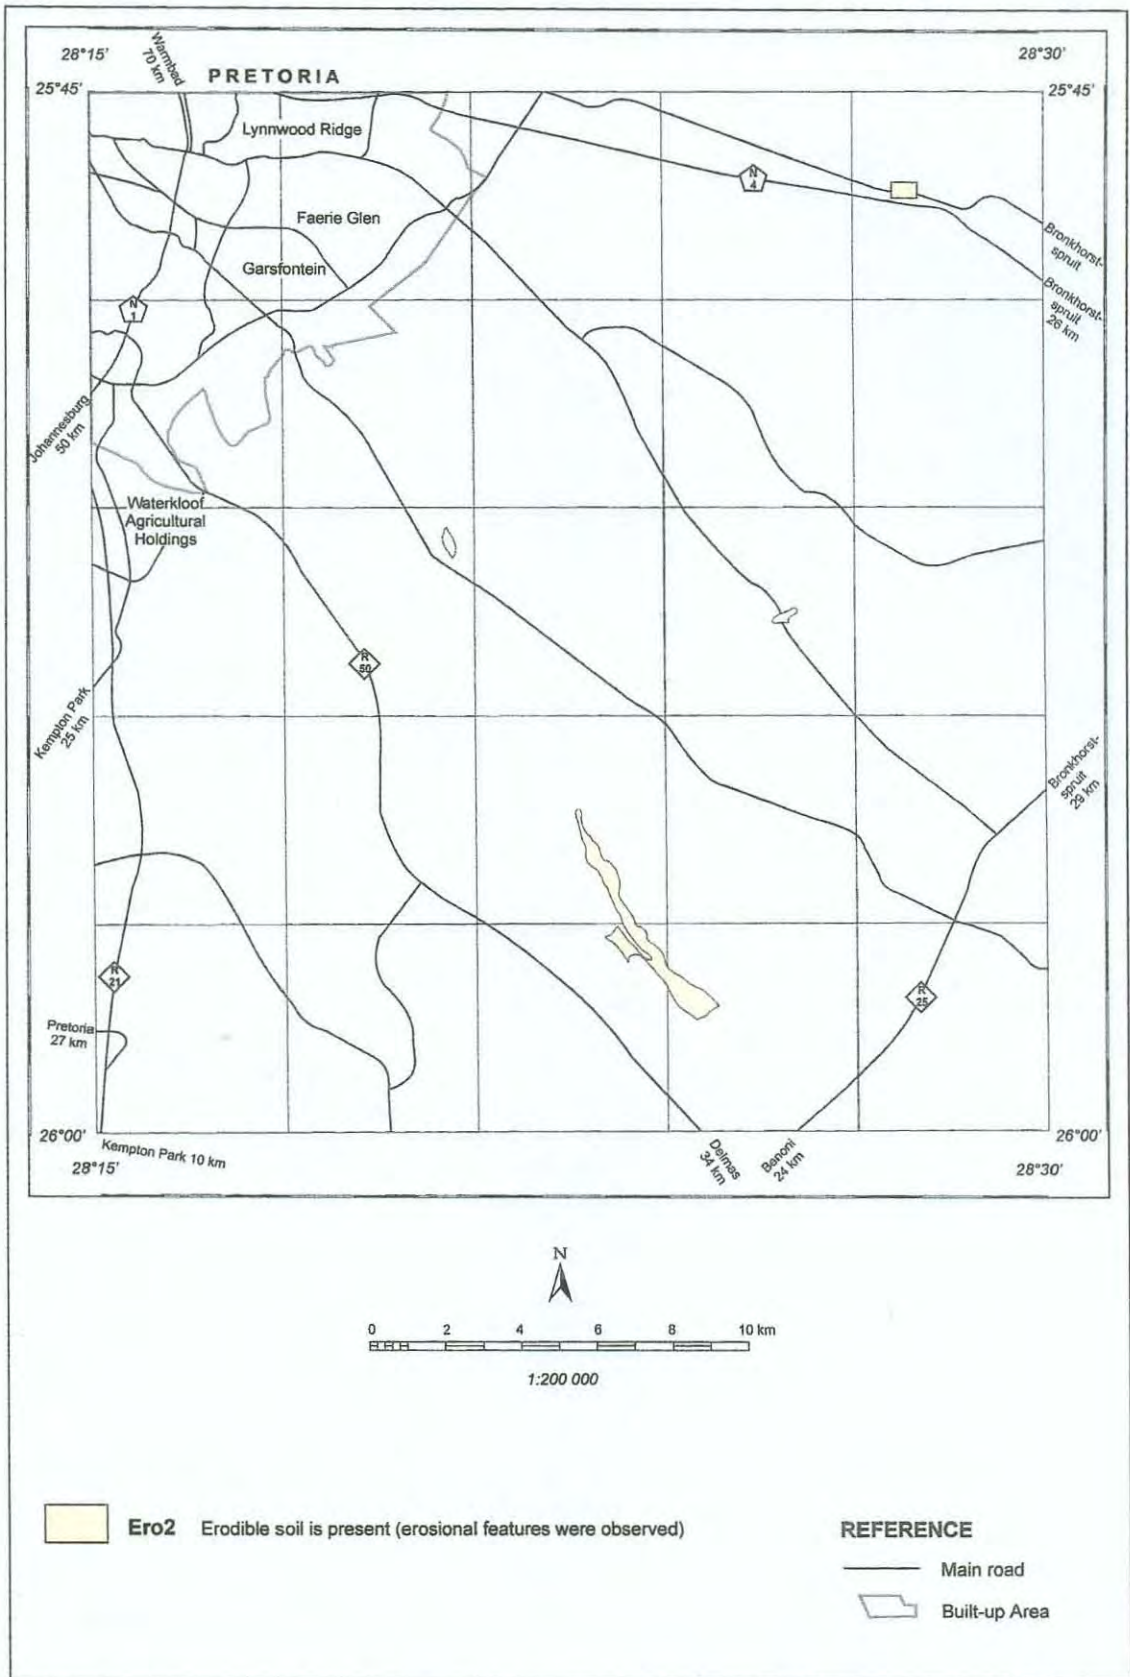 28°15'
Warmbad
70 km
PRETORIA
28°30'
25°45'
25°45'
Lynnwood Ridge
N
4
Faerie Glen
Garsfontein
Bronkhorst-
spruit
Bronkhorst-
spruit
26 km
N
1
Johannesburg
50 km
Waterkloof
Agricultural
Holdings
R
50
Kempton Park
25 km
Bronkhorst-
spruit
29 km
R
21
R
25
Pretoria
27 km
26°00'
26°00'
Kempton Park 10 km
28°15'
Delmas
34 km
Benoni
24 km
28°30'
N
0 2 4 6 8 10 km
1:200 000
Ero2 Erodible soil is present (erosional features were observed)
REFERENCE
Main road
Built-up Area